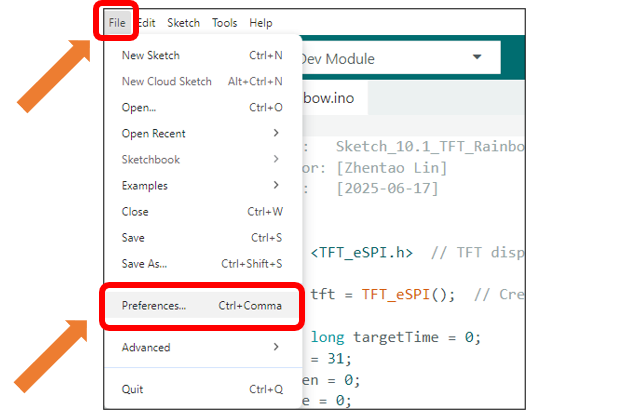 File Edit Sketch Tools Help
New Sketch Ctrl+N
New Cloud Sketch Alt+Ctrl+N
Open... Ctrl+O
Open Recent
Sketchbook
Examples
Close Ctrl+W
Save Ctrl+S
Save As... Ctrl+Shift+S
Preferences... Ctrl+Comma
Advanced
Quit Ctrl+Q
Dev Module
bow.ino
: Sketch_10.1_TFT_Rainbo
or: [Zhentao Lin]
: [2025-06-17]
<TFT_eSPI.h> // TFT disp
tft = TFT_eSPI(); // Cre
long targetTime = 0;
= 31;
en = 0;
e = 0;